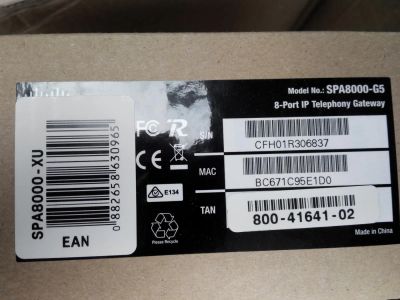 Model No.: SPA8000-G5
8-Port IP Telephony Gateway
SPA8000-XU
0882658630965
EAN
FC
CE
E134
Please Recycle
S/N
CFH01R306837
MAC
BC671C95E1D0
TAN
800-41641-02
Made in China